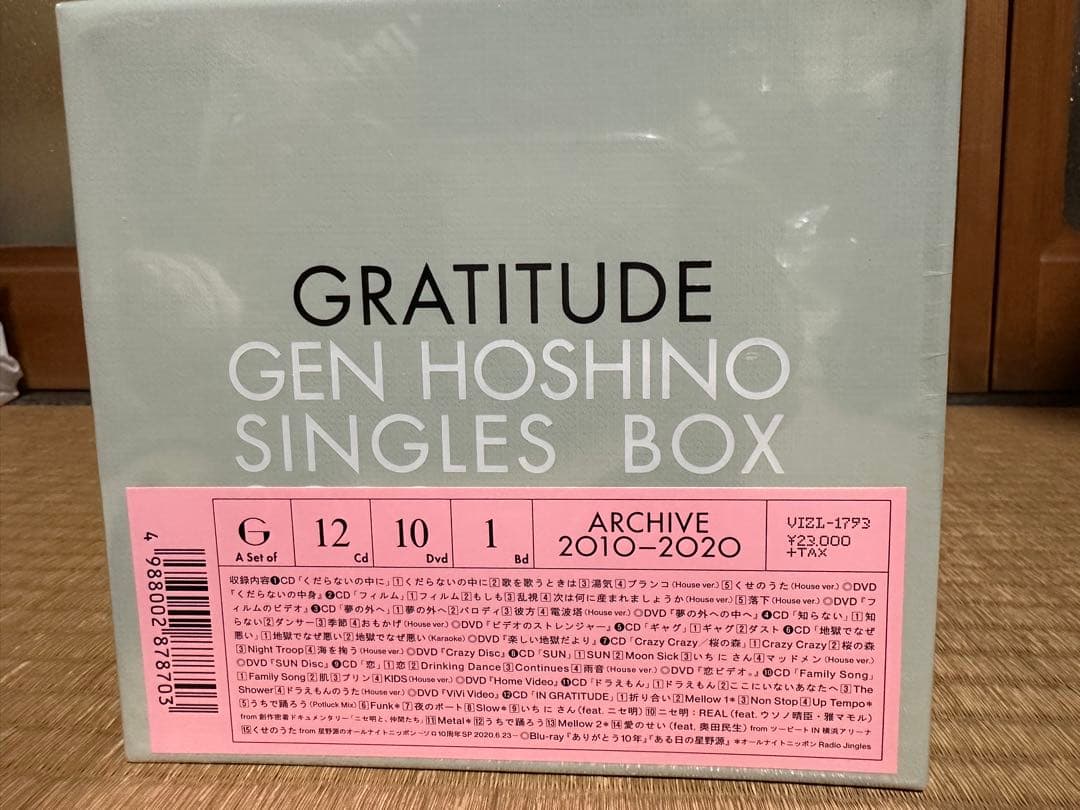 GRATITUDE
GEN HOSHINO
SINGLES BOX
G
A Set of
12
Cd
10
Dvd
1
Bd
ARCHIVE
2010–2020
VIZL-1793
¥23,000
+TAX
4 988002 878703
収録内容❶CD「くだらないの中に」1くだらないの中に2歌を歌うときは3湯気4ブランコ(House ver.)5くせのうた(House ver.)◎DVD
『くだらないの中身』❷CD「フィルム」1フィルム2もしも3乱視4次は何に産まれましょうか(House ver.)5落下(House ver.)◎DVD『フ
ィルムのビデオ』❸CD「夢の外へ」1夢の外へ2パロディ3彼方4電波塔(House ver.)◎DVD『夢の外への中へ』❹CD「知らない」1知
らない2ダンサー3季節4おもかげ(House ver.)◎DVD『ビデオのストレンジャー』❺CD「ギャグ」1ギャグ2ダスト❻CD「地獄でなぜ
悪い」1地獄でなぜ悪い2地獄でなぜ悪い(Karaoke)◎DVD『楽しい地獄だより』❼CD「Crazy Crazy/桜の森」1Crazy Crazy2桜の森
3Night Troop4海を掬う(House ver.)◎DVD『Crazy Disc』❽CD「SUN」1SUN2Moon Sick3いち に さん4マッドメン(House ver.)
◎DVD『SUN Disc』❾CD「恋」1恋2Drinking Dance3Continues4雨音(House ver.)◎DVD『恋ビデオ。』❿CD「Family Song」
1Family Song2肌3プリン4KIDS(House ver.)◎DVD『Home Video』⓫CD「ドラえもん」1ドラえもん2ここにいないあなたへ3The
Shower4ドラえもんのうた(House ver.)◎DVD『ViVi Video』⓬CD「IN GRATITUDE」1折り合い2Mellow 1*3Non Stop4Up Tempo*
5うちで踊ろう(Potluck Mix)6Funk*7夜のボート8Slow*9いち に さん(feat. ニセ明)10ニセ明:REAL(feat. ウソノ晴臣・雅マモル)
from 創作密着ドキュメンタリー「ニセ明と、仲間たち」11Metal*12うちで踊ろう13Mellow 2*14愛のせい(feat. 奥田民生)from ツービート IN 横浜アリーナ
15くせのうた from 星野源のオールナイトニッポン〜ソロ10周年SP 2020.6.23〜◎Blu-ray『ありがとう10年』『ある日の星野源』*オールナイトニッポン Radio Jingles